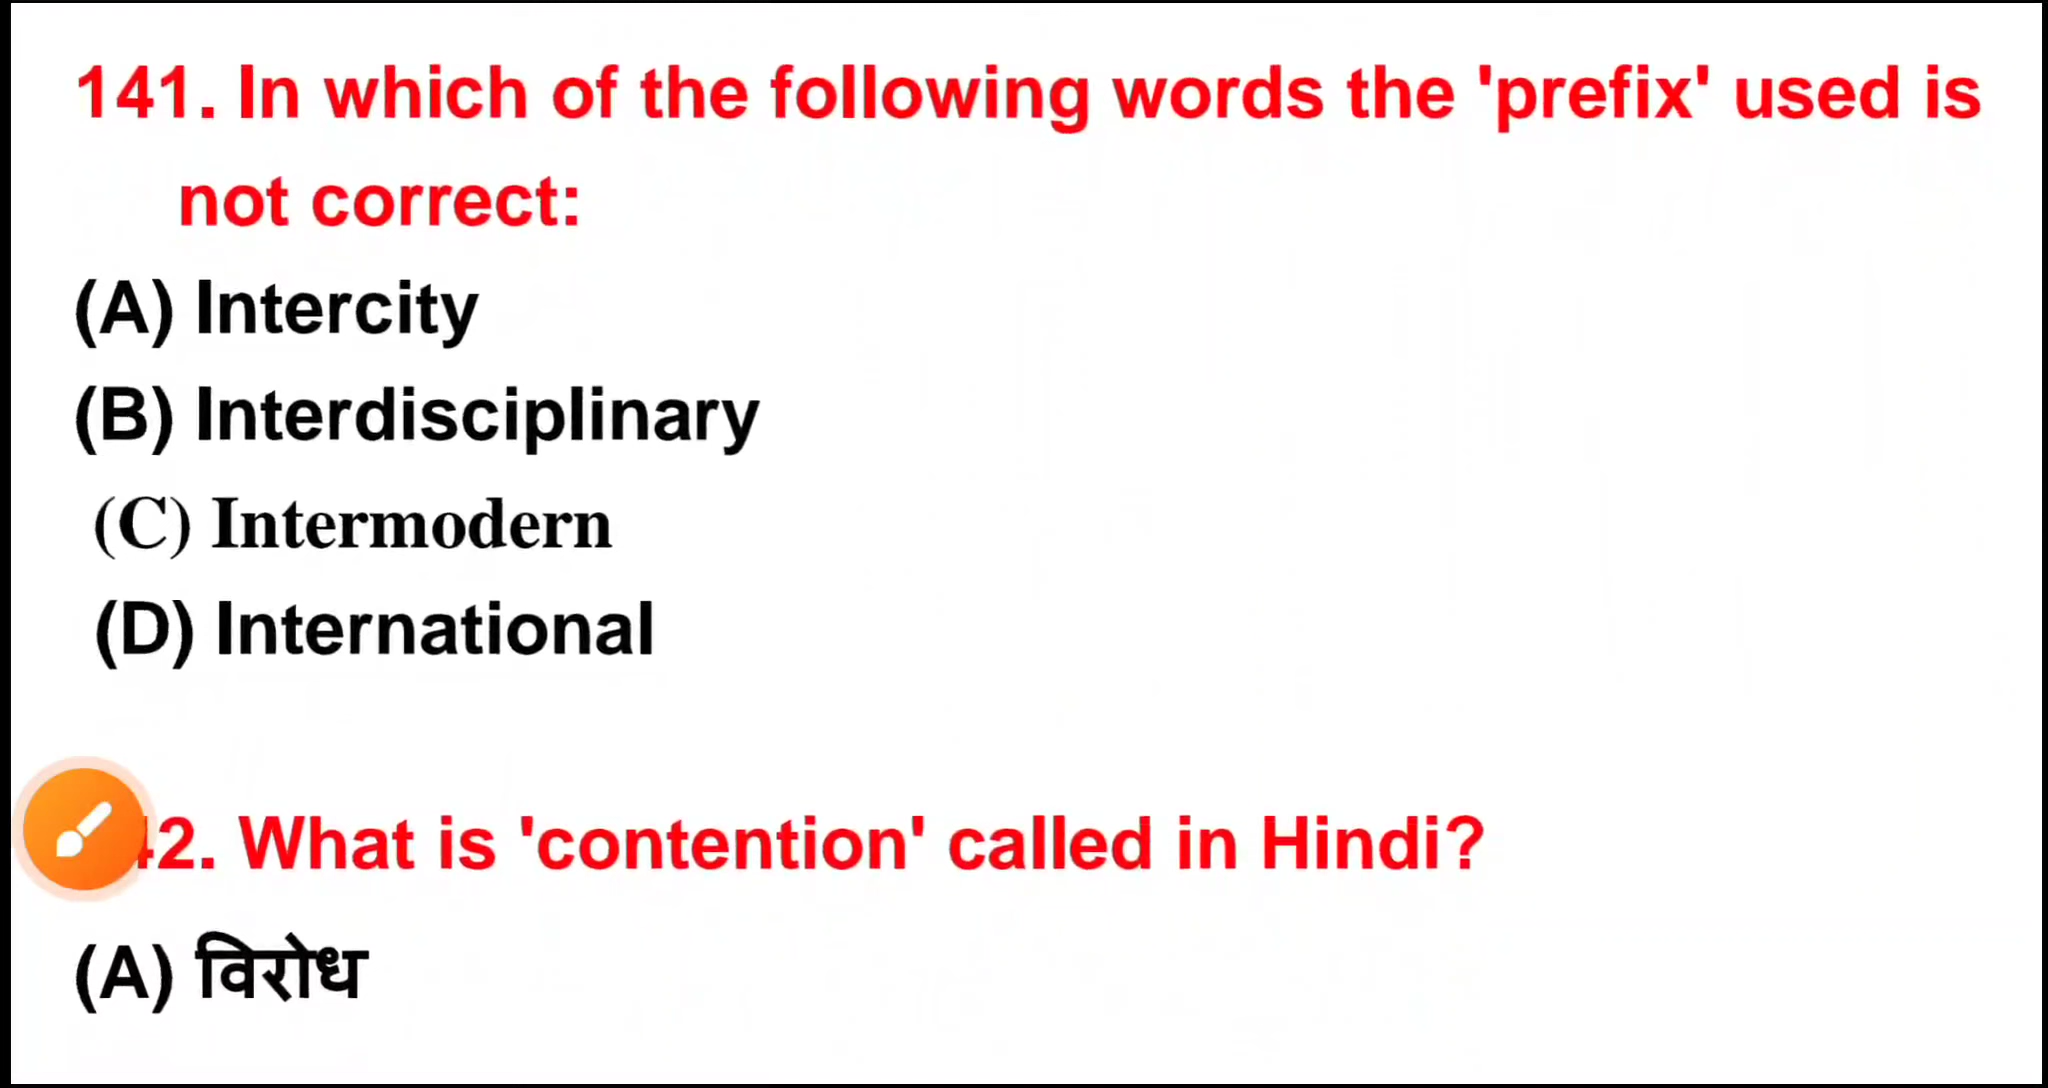 141. In which of the following words the 'prefix' used is
not correct:
(A) Intercity
(B) Interdisciplinary
(C) Intermodern
(D) International
2. What is 'contention' called in Hindi?
(A) विरोध